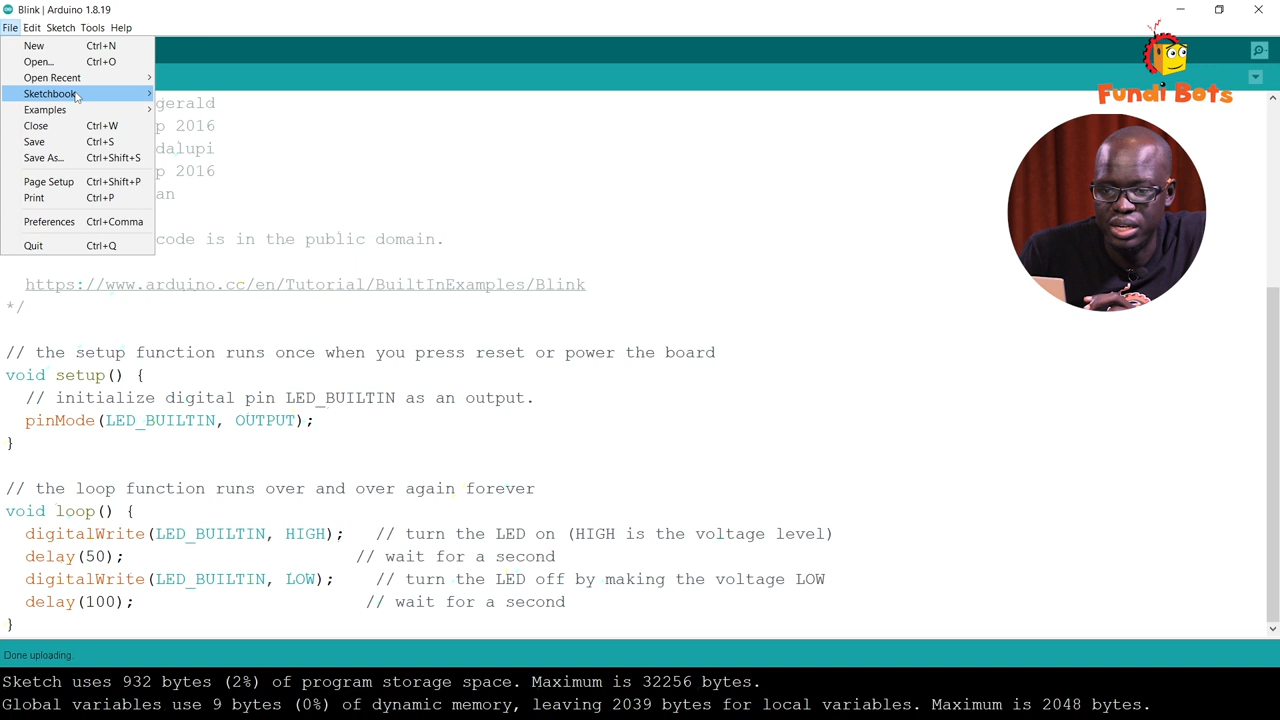 Blink | Arduino 1.8.19
File Edit Sketch Tools Help
New Ctrl+N
Open... Ctrl+O
Open Recent
Sketchbook
Examples
Close Ctrl+W
Save Ctrl+S
Save As... Ctrl+Shift+S
Page Setup Ctrl+Shift+P
Print Ctrl+P
Preferences Ctrl+Comma
Quit Ctrl+Q
FunDi BoTs
gerald
p 2016
dalupi
p 2016
an
code is in the public domain.
https://www.arduino.cc/en/Tutorial/BuiltInExamples/Blink
*/
// the setup function runs once when you press reset or power the board
void setup() {
// initialize digital pin LED_BUILTIN as an output.
pinMode(LED_BUILTIN, OUTPUT);
}
// the loop function runs over and over again forever
void loop() {
digitalWrite(LED_BUILTIN, HIGH); // turn the LED on (HIGH is the voltage level)
delay(50); // wait for a second
digitalWrite(LED_BUILTIN, LOW); // turn the LED off by making the voltage LOW
delay(100); // wait for a second
}
Done uploading.
Sketch uses 932 bytes (2%) of program storage space. Maximum is 32256 bytes.
Global variables use 9 bytes (0%) of dynamic memory, leaving 2039 bytes for local variables. Maximum is 2048 bytes.